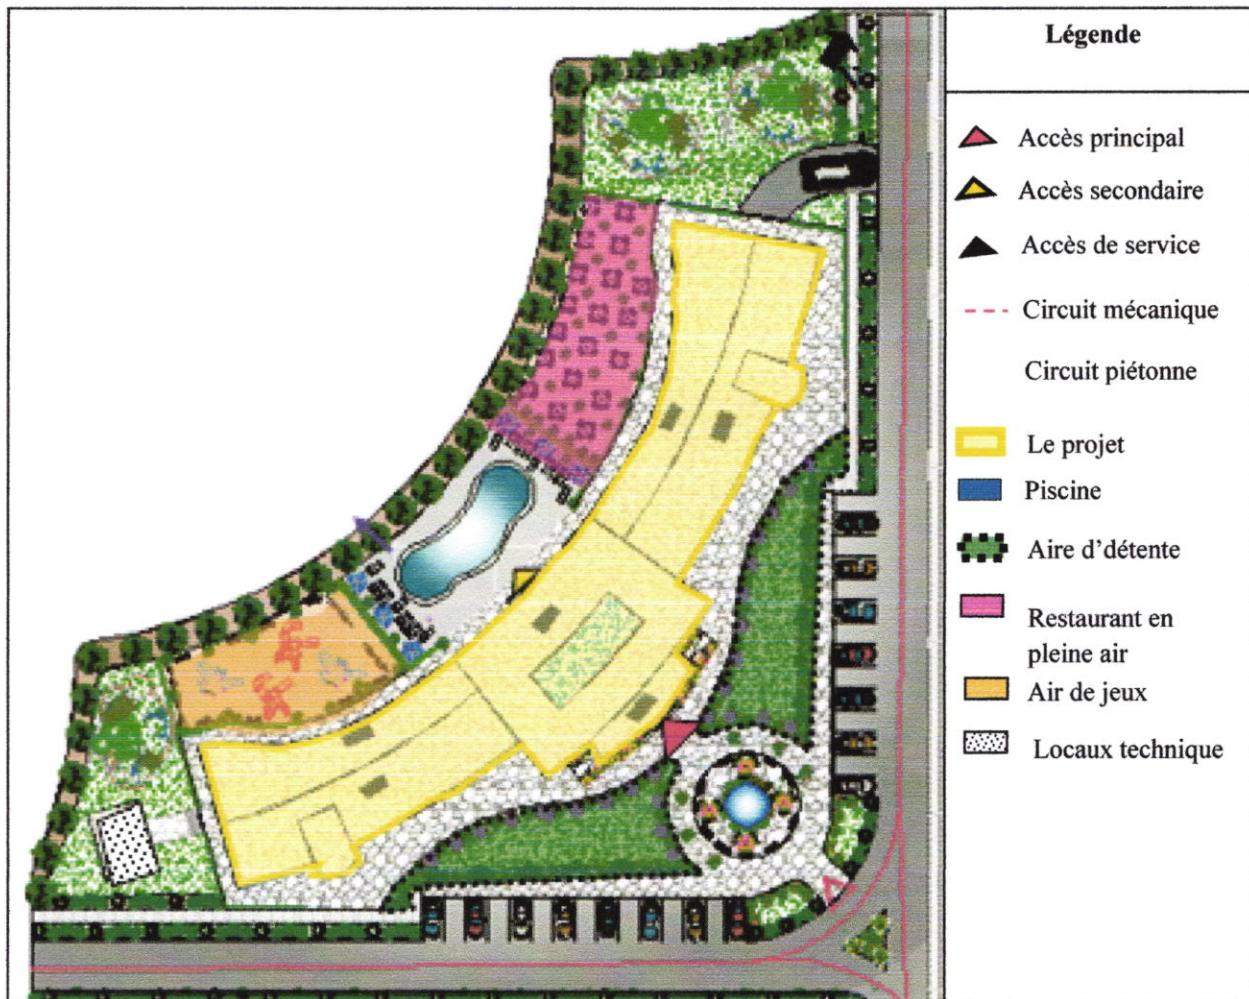 Légende
Accès principal
Accès secondaire
Accès de service
Circuit mécanique
Circuit piétonne
Le projet
Piscine
Aire d’détente
Restaurant en
pleine air
Air de jeux
Locaux technique